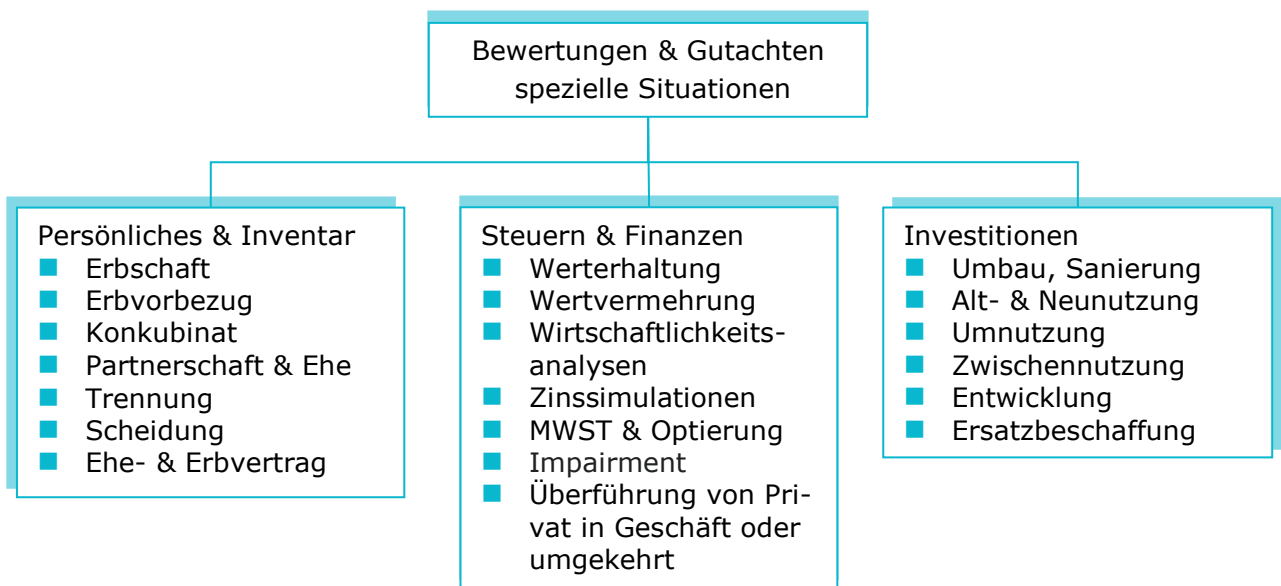 Bewertungen & Gutachten
spezielle Situationen
Persönliches & Inventar
Erbschaft
Erbvorbezug
Konkubinat
Partnerschaft & Ehe
Trennung
Scheidung
Ehe- & Erbvertrag
Steuern & Finanzen
Werterhaltung
Wertvermehrung
Wirtschaftlichkeits-
analysen
Zinssimulationen
MWST & Optierung
Impairment
Überführung von Pri-
vat in Geschäft oder
umgekehrt
Investitionen
Umbau, Sanierung
Alt- & Neunutzung
Umnutzung
Zwischennutzung
Entwicklung
Ersatzbeschaffung